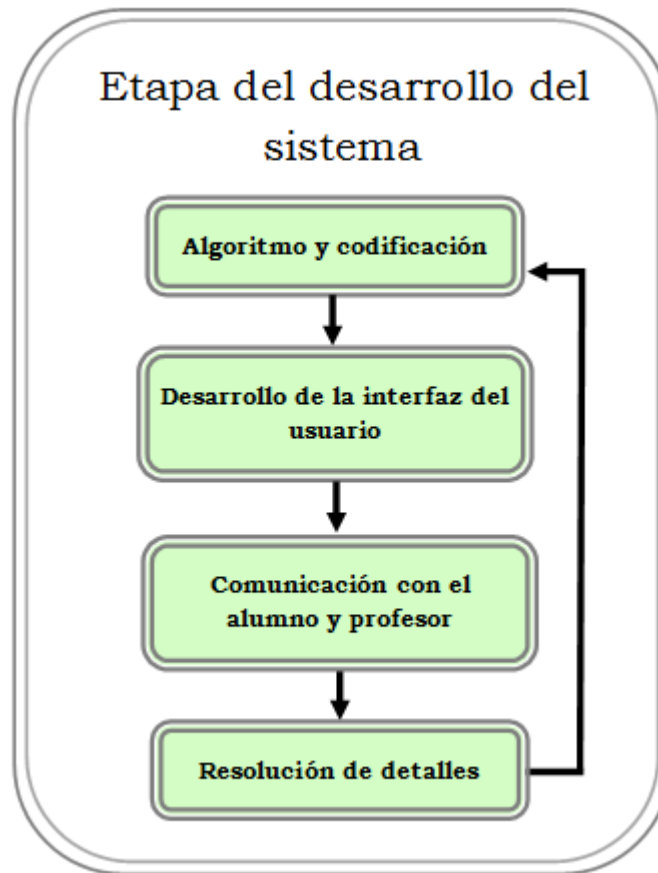 Etapa del desarrollo del
sistema
Algoritmo y codificación
Desarrollo de la interfaz del
usuario
Comunicación con el
alumno y profesor
Resolución de detalles